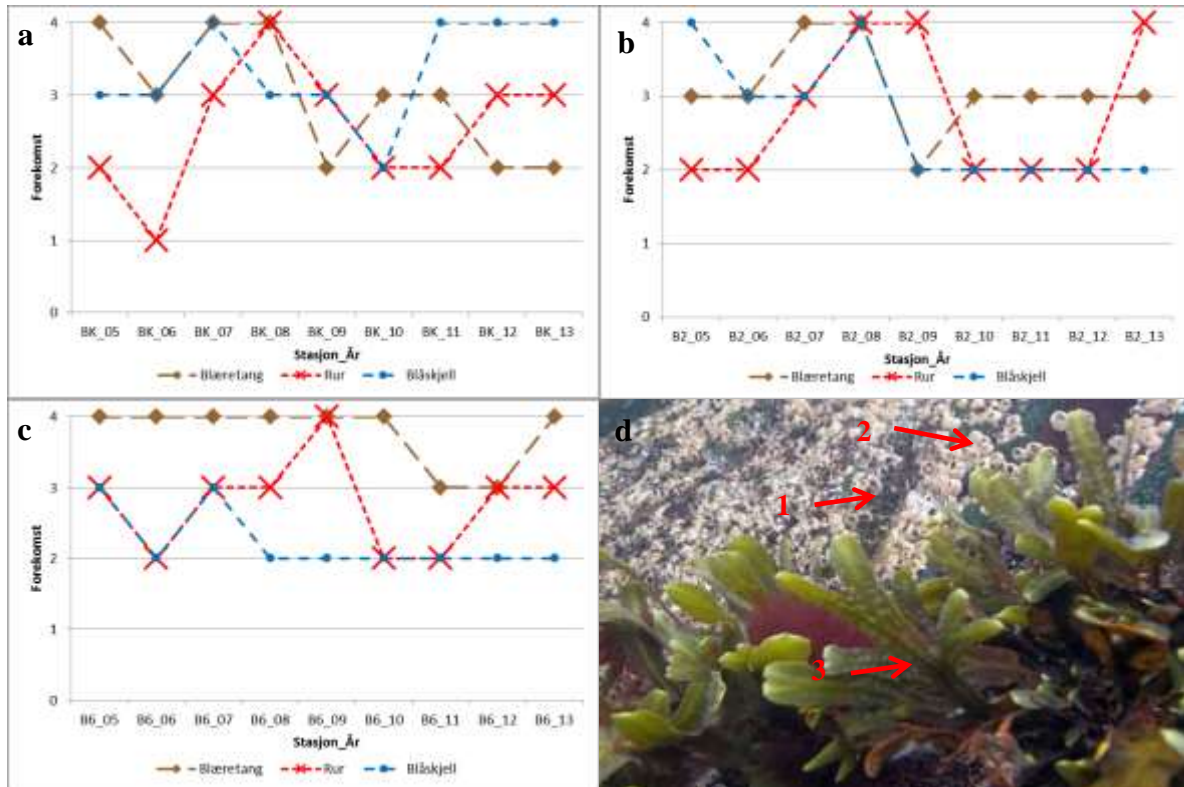 a
4
3
2
1
0
Forekomst
BK_05 BK_06 BK_07 BK_08 BK_09 BK_10 BK_11 BK_12 BK_13
Stasjon_År
Blæretang Rur Blåskjell
b
4
3
2
1
0
Forekomst
B2_05 B2_06 B2_07 B2_08 B2_09 B2_10 B2_11 B2_12 B2_13
Stasjon_År
Blæretang Rur Blåskjell
c
4
3
2
1
0
Forekomst
B6_05 B6_06 B6_07 B6_08 B6_09 B6_10 B6_11 B6_12 B6_13
Stasjon_År
Blæretang Rur Blåskjell
d
2
1
3